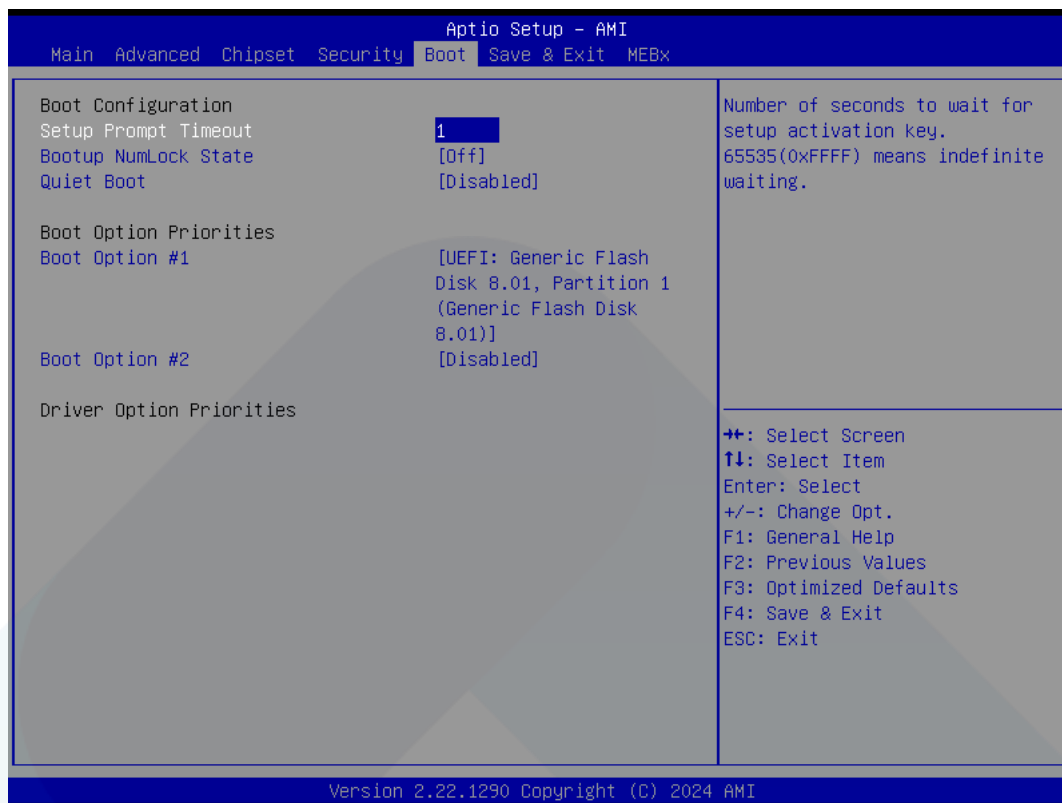 Aptio Setup – AMI
Main Advanced Chipset Security Boot Save & Exit MEBx
Boot Configuration
Setup Prompt Timeout 1
Bootup NumLock State [Off]
Quiet Boot [Disabled]
Boot Option Priorities
Boot Option #1 [UEFI: Generic Flash
Disk 8.01, Partition 1
(Generic Flash Disk
8.01)]
Boot Option #2 [Disabled]
Driver Option Priorities
Number of seconds to wait for
setup activation key.
65535(0xFFFF) means indefinite
waiting.
→←: Select Screen
↑↓: Select Item
Enter: Select
+/-: Change Opt.
F1: General Help
F2: Previous Values
F3: Optimized Defaults
F4: Save & Exit
ESC: Exit
Version 2.22.1290 Copyright (C) 2024 AMI